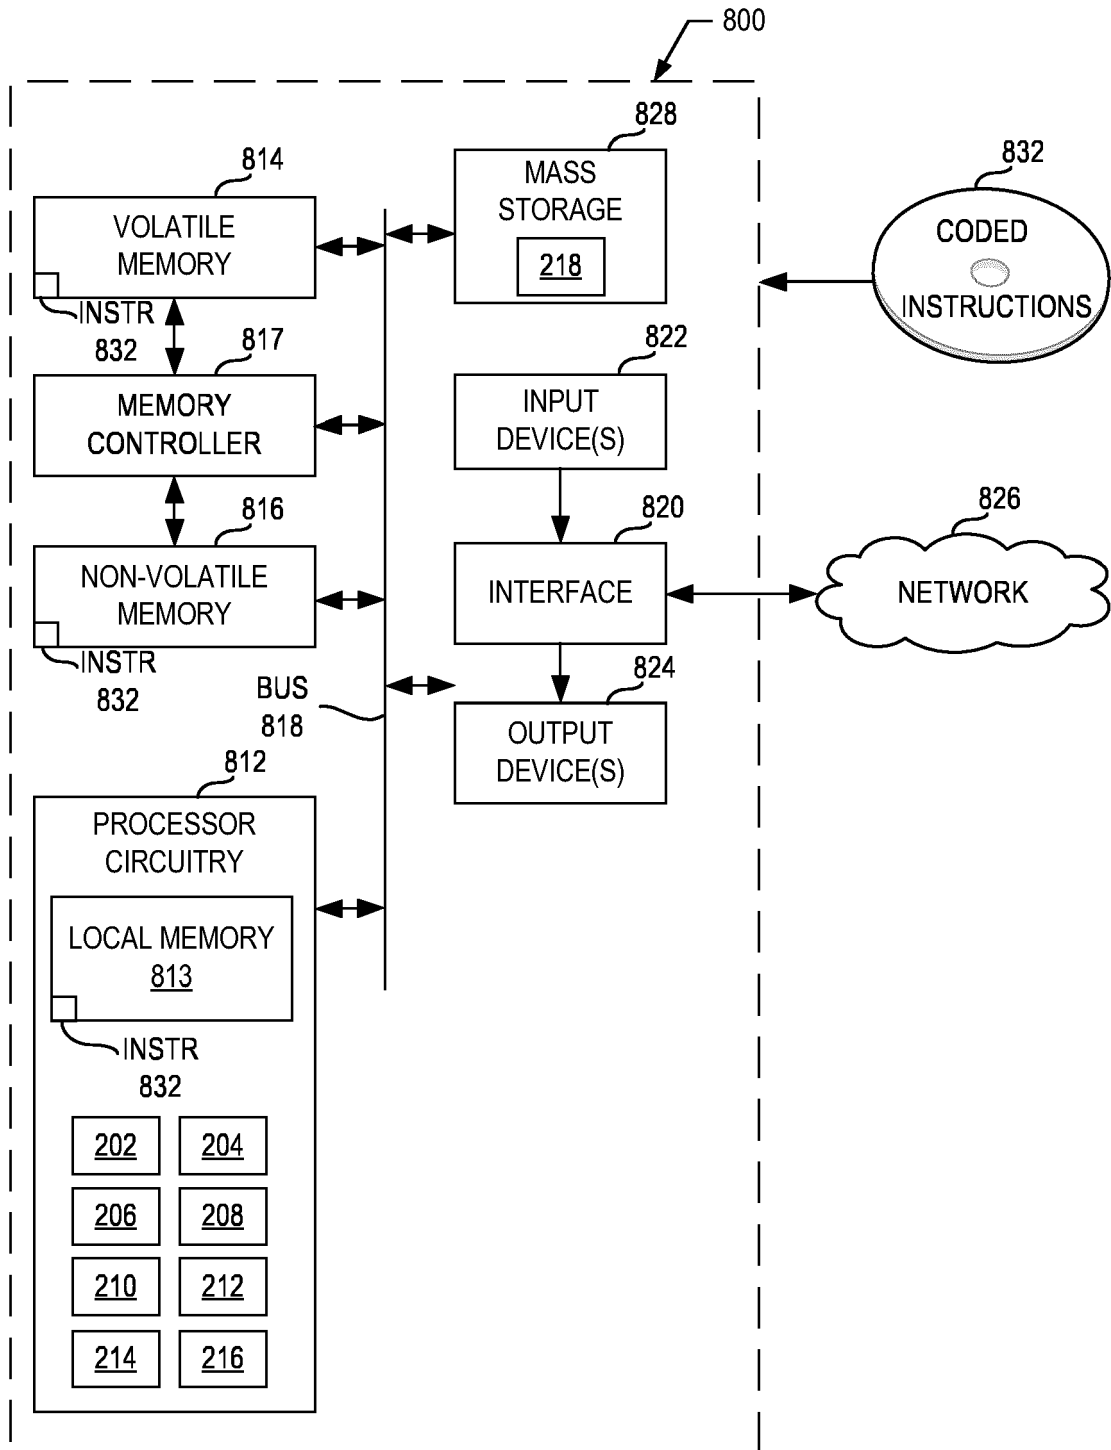 800
828
MASS
STORAGE
218
814
VOLATILE
MEMORY
INSTR
832
817
MEMORY
CONTROLLER
816
NON-VOLATILE
MEMORY
INSTR
832
822
INPUT
DEVICE(S)
820
INTERFACE
824
OUTPUT
DEVICE(S)
BUS
818
832
CODED
INSTRUCTIONS
826
NETWORK
812
PROCESSOR
CIRCUITRY
LOCAL MEMORY
813
INSTR
832
202 204
206 208
210 212
214 216